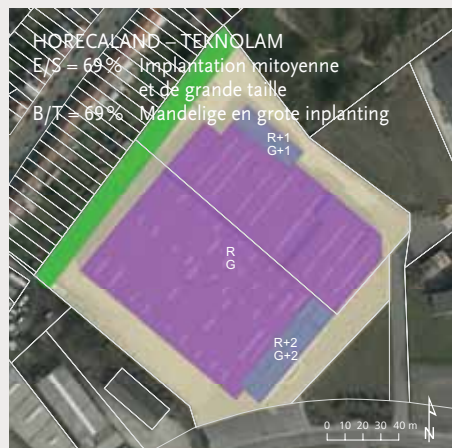 HORECALAND – TEKNOLAM
E/S = 69% Implantation mitoyenne
et de grande taille
B/T = 69% Mandelige en grote inplanting
R+1
G+1
R
G
R+2
G+2
0 10 20 30 40 m
N